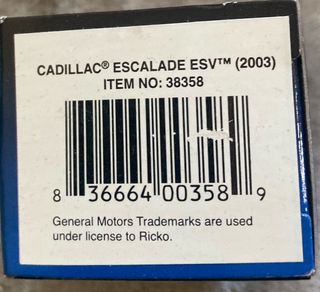 CADILLAC® ESCALADE ESV™ (2003)
ITEM NO: 38358
8 36664 00358 9
General Motors Trademarks are used
under license to Ricko.